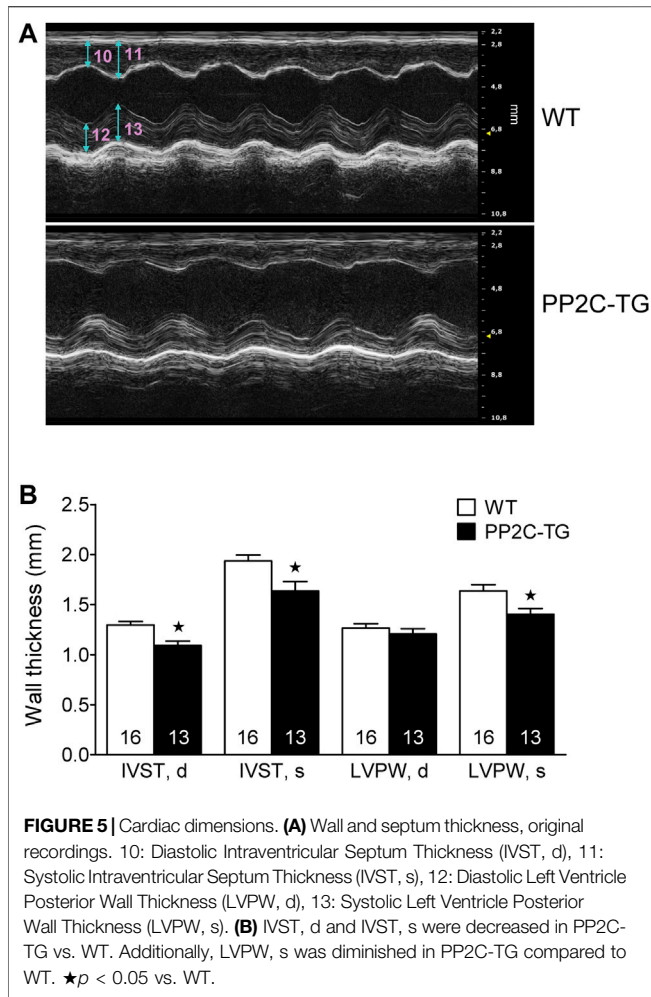 A
10
11
12
13
2,2
2,8
4,8
mm
6,8
8,8
10,8
WT
2,2
2,8
4,8
mm
6,8
8,8
10,8
PP2C-TG
B
Wall thickness (mm)
2.5
2.0
1.5
1.0
0.5
0.0
WT
PP2C-TG
★ ★ ★
16 13 16 13 16 13 16 13
IVST, d IVST, s LVPW, d LVPW, s
FIGURE 5 | Cardiac dimensions. (A) Wall and septum thickness, original
recordings. 10: Diastolic Intraventricular Septum Thickness (IVST, d), 11:
Systolic Intraventricular Septum Thickness (IVST, s), 12: Diastolic Left Ventricle
Posterior Wall Thickness (LVPW, d), 13: Systolic Left Ventricle Posterior
Wall Thickness (LVPW, s). (B) IVST, d and IVST, s were decreased in PP2C-
TG vs. WT. Additionally, LVPW, s was diminished in PP2C-TG compared to
WT. ★p < 0.05 vs. WT.